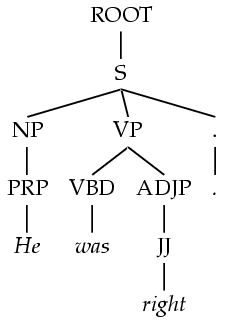 ROOT
S
NP VP .
PRP VBD ADJP .
He was JJ
right